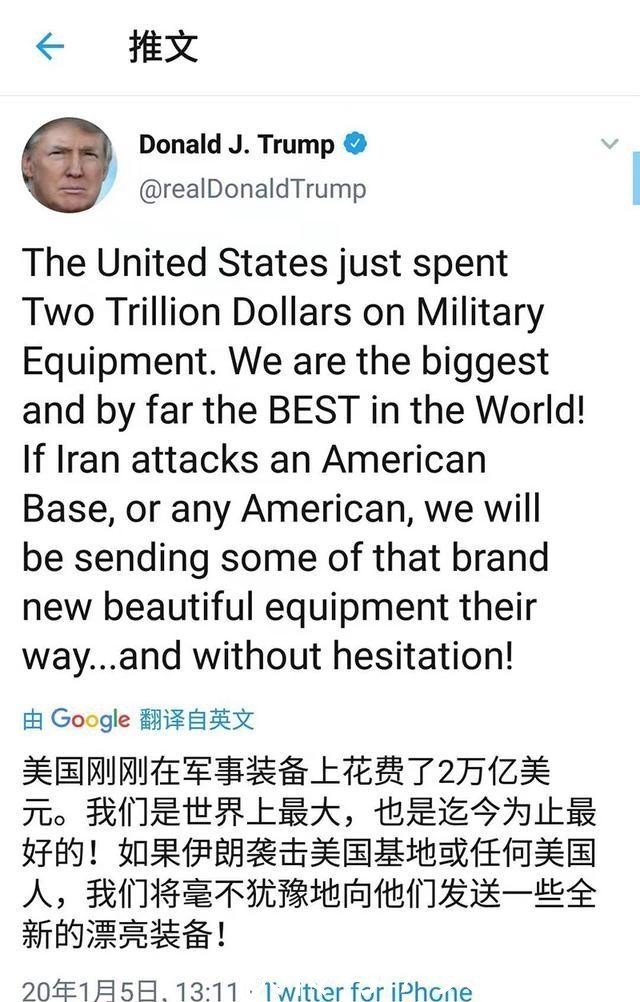 推文
Donald J. Trump
@realDonaldTrump
The United States just spent
Two Trillion Dollars on Military
Equipment. We are the biggest
and by far the BEST in the World!
If Iran attacks an American
Base, or any American, we will
be sending some of that brand
new beautiful equipment their
way...and without hesitation!
由 Google 翻译自英文
美国刚刚在军事装备上花费了2万亿美
元。我们是世界上最大，也是迄今为止最
好的！如果伊朗袭击美国基地或任何美国
人，我们将毫不犹豫地向他们发送一些全
新的漂亮装备！
20年1月5日, 13:11 · Twitter for iPhone